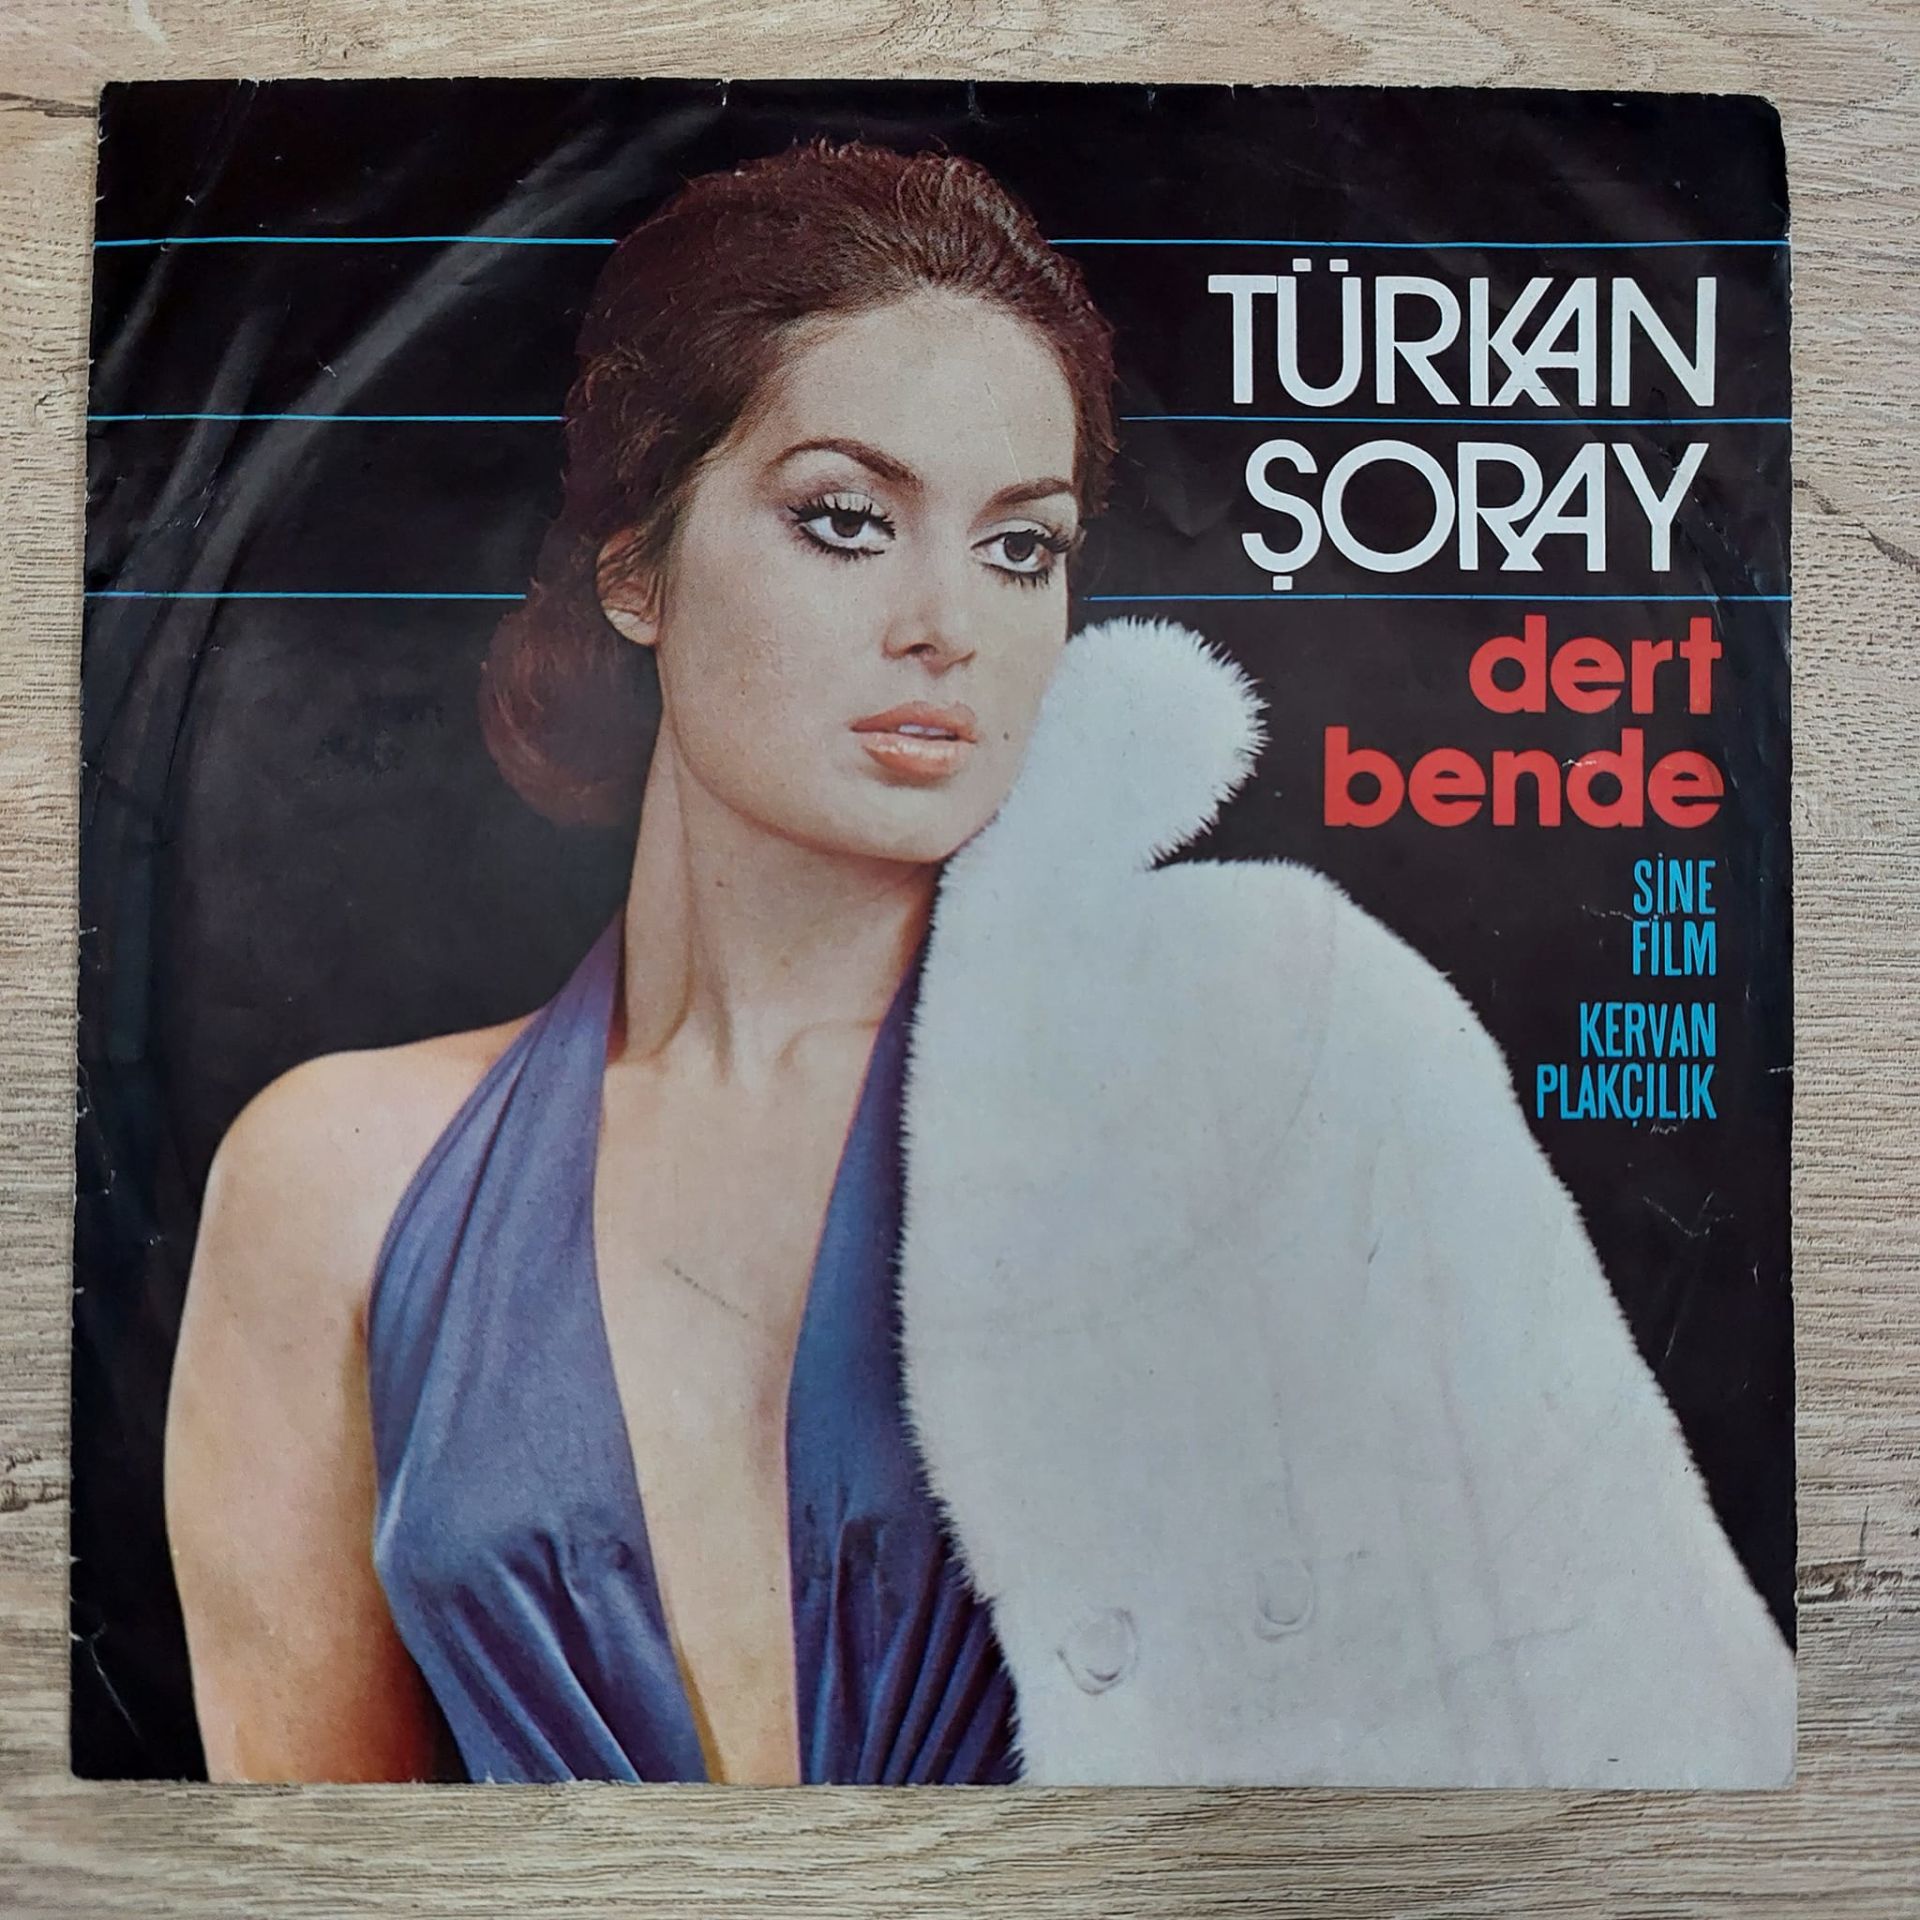 TÜRKAN
ŞORAY
dert
bende
SİNE
FİLM
KERVAN
PLAKÇILIK